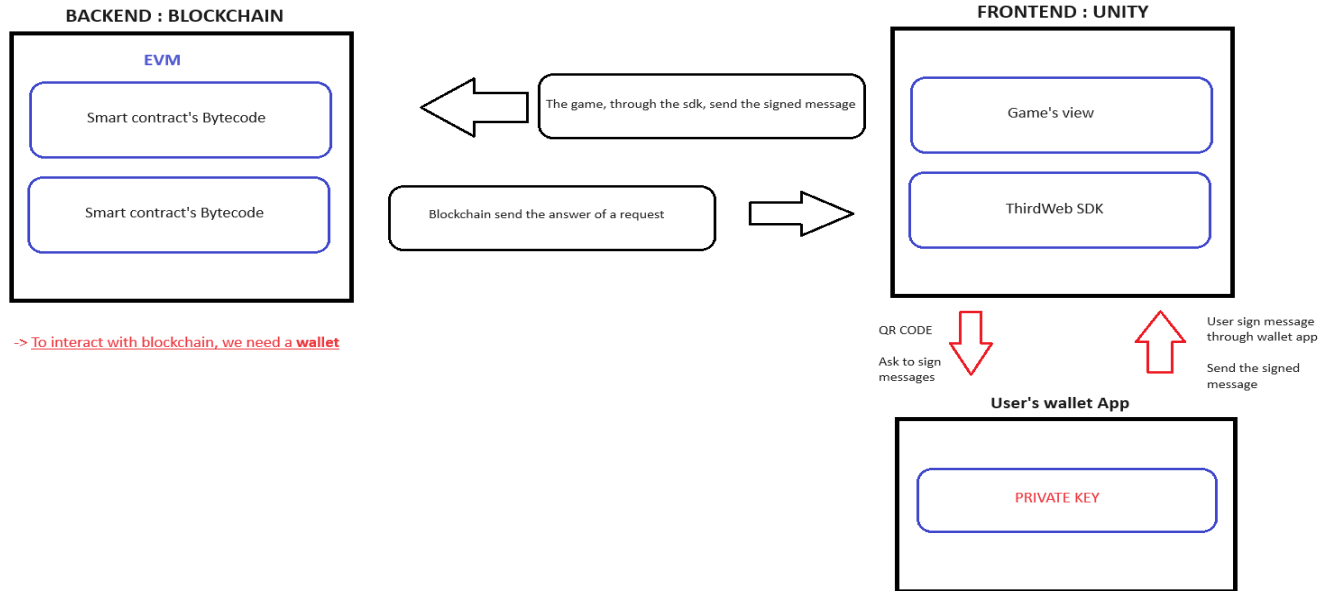 BACKEND : BLOCKCHAIN
EVM
Smart contract's Bytecode
Smart contract's Bytecode
-> To interact with blockchain, we need a wallet
The game, through the sdk, send the signed message
Blockchain send the answer of a request
FRONTEND : UNITY
Game's view
ThirdWeb SDK
QR CODE
Ask to sign
messages
User sign message
through wallet app
Send the signed
message
User's wallet App
PRIVATE KEY